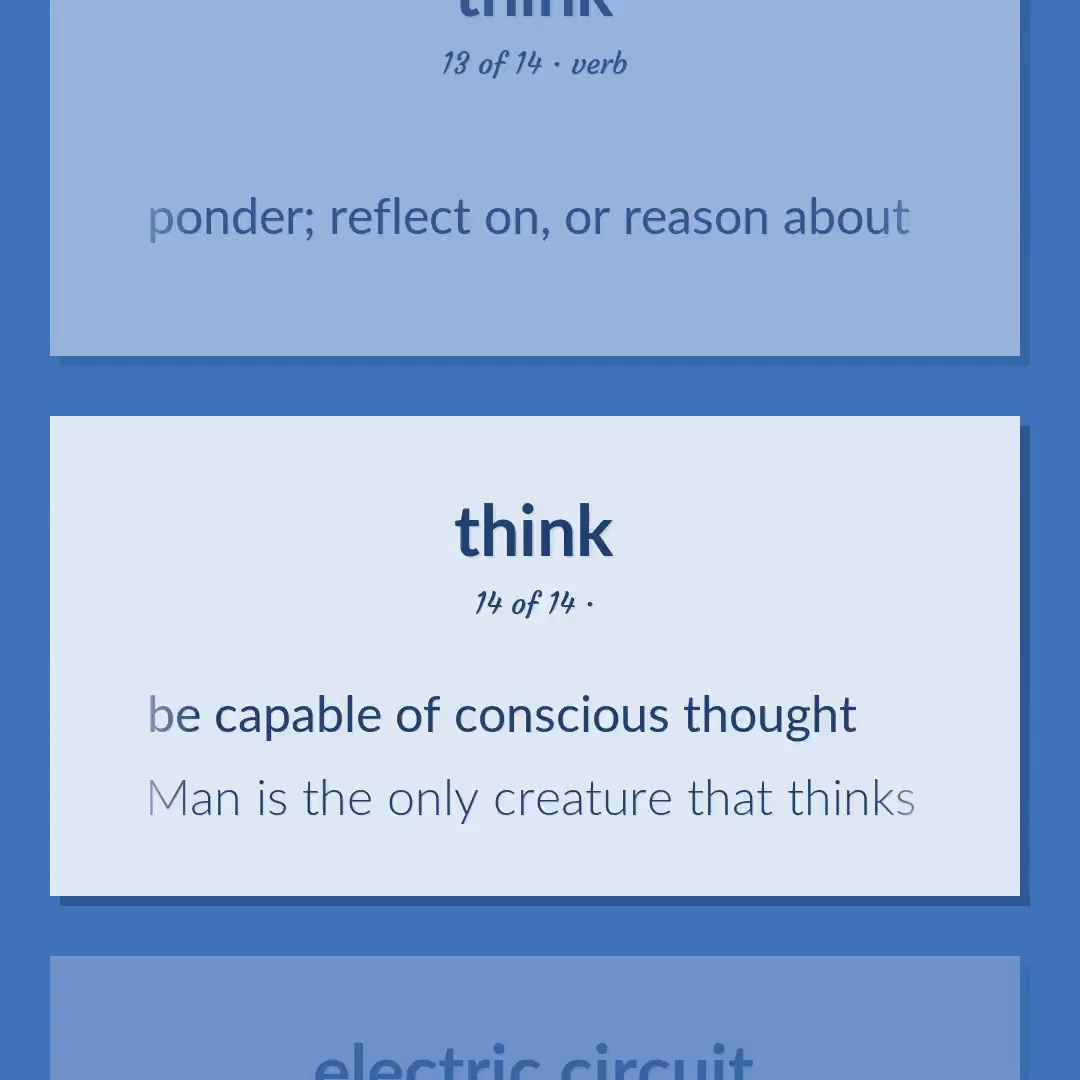 think
13 of 14 · verb
ponder; reflect on, or reason about
think
14 of 14 ·
be capable of conscious thought
Man is the only creature that thinks
electric circuit